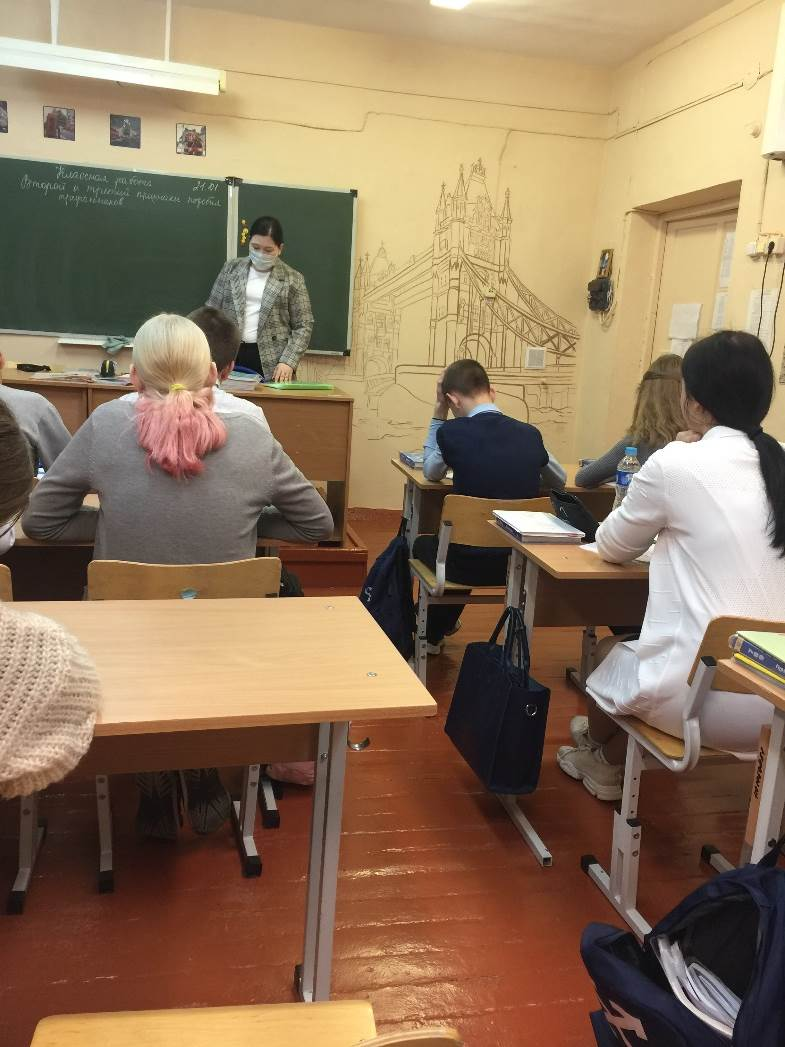 Классная работа 21.01
Второй и третий признаки подобия
треугольников